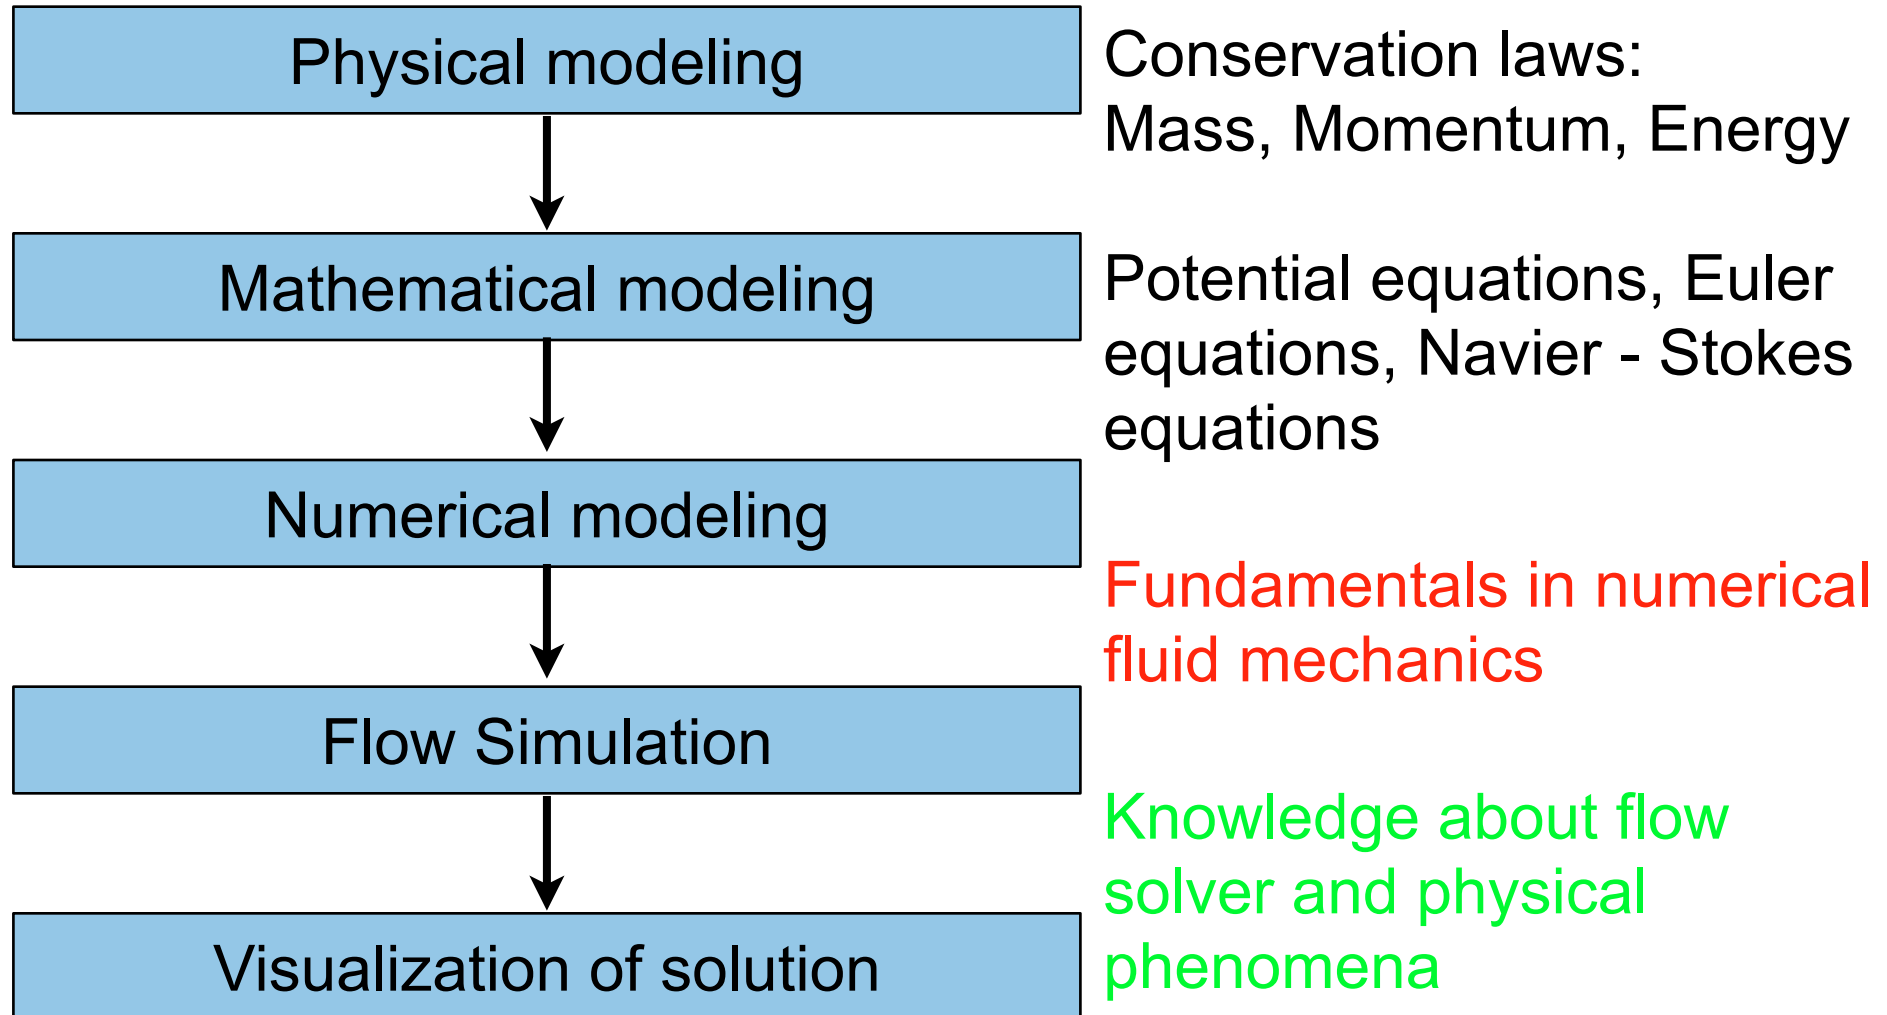 Physical modeling
Conservation laws:
Mass, Momentum, Energy
Mathematical modeling
Potential equations, Euler
equations, Navier - Stokes
equations
Numerical modeling
Fundamentals in numerical
fluid mechanics
Flow Simulation
Knowledge about flow
solver and physical
phenomena
Visualization of solution